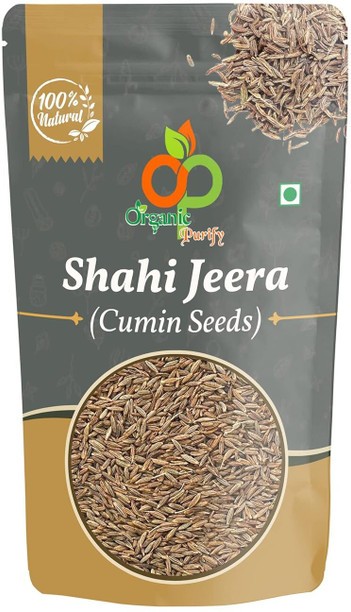 100%
Natural
Organic
Purify
Shahi Jeera
(Cumin Seeds)